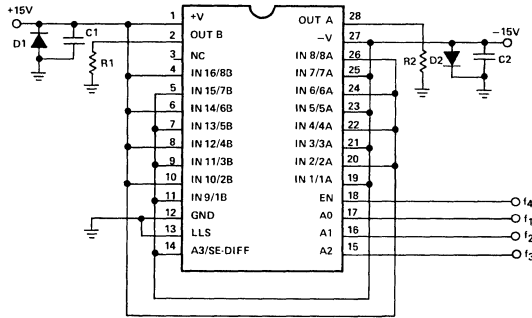 +15V
D1
C1
R1
1 +V
2 OUT B
3 NC
4 IN 16/8B
5 IN 15/7B
6 IN 14/6B
7 IN 13/5B
8 IN 12/4B
9 IN 11/3B
10 IN 10/2B
11 IN 9/1B
12 GND
13 LLS
14 A3/SE-DIFF
OUT A 28
−V 27
IN 8/8A 26
IN 7/7A 25
IN 6/6A 24
IN 5/5A 23
IN 4/4A 22
IN 3/3A 21
IN 2/2A 20
IN 1/1A 19
EN 18
A0 17
A1 16
A2 15
−15V
R2
D2
C2
f4
f1
f2
f3